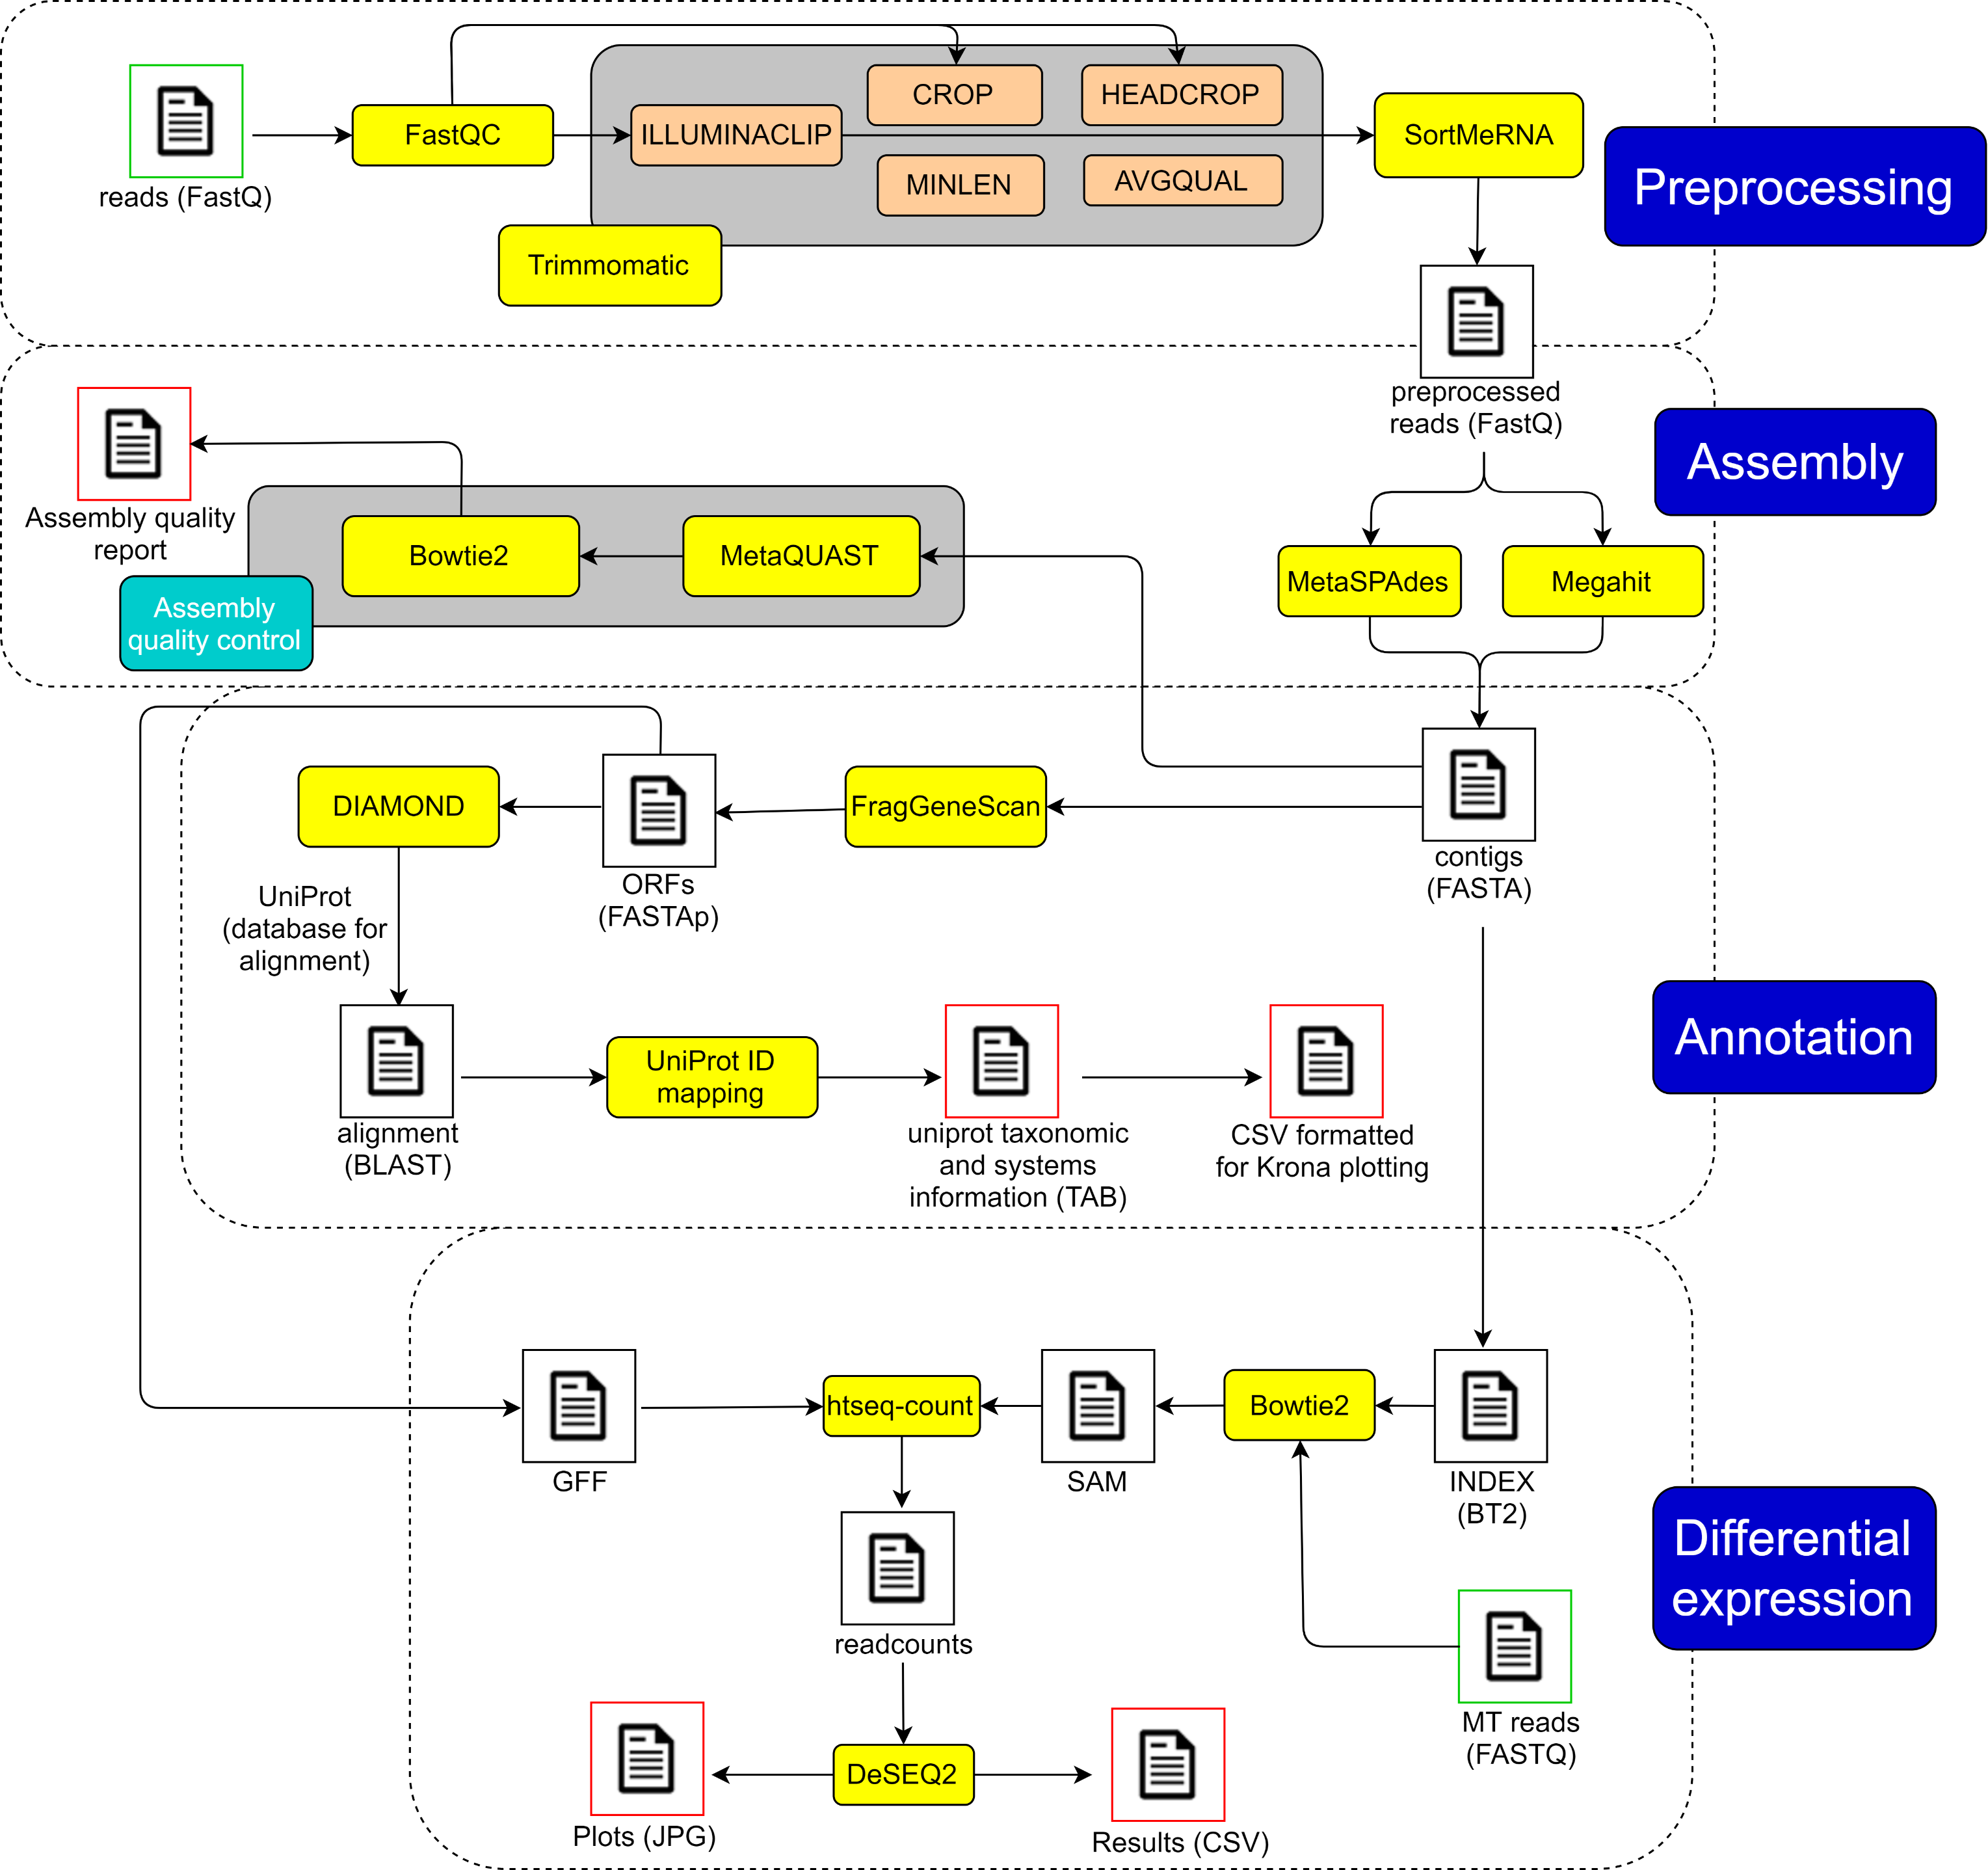 reads (FastQ)
FastQC
ILLUMINACLIP
CROP
HEADCROP
MINLEN
AVGQUAL
Trimmomatic
SortMeRNA
Preprocessing
preprocessed
reads (FastQ)
Assembly
Assembly quality
report
Bowtie2
MetaQUAST
Assembly
quality control
MetaSPAdes
Megahit
DIAMOND
ORFs
(FASTAp)
FragGeneScan
contigs
(FASTA)
UniProt
(database for
alignment)
alignment
(BLAST)
UniProt ID
mapping
uniprot taxonomic
and systems
information (TAB)
CSV formatted
for Krona plotting
Annotation
GFF
htseq-count
SAM
Bowtie2
INDEX
(BT2)
readcounts
Differential
expression
MT reads
(FASTQ)
Plots (JPG)
DeSEQ2
Results (CSV)